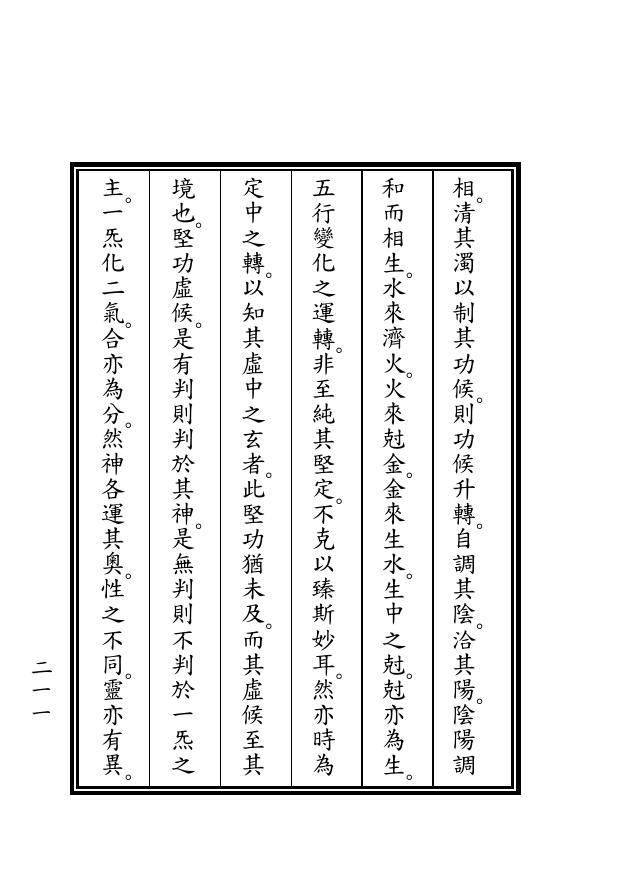 相。清其濁以制其功候。則功候升轉。自調其陰。洽其陽。陰陽調
和而相生。水來濟火。火來尅金。金來生水。生中之尅。尅亦為生。
五行變化之運轉。非至純其堅定。不克以臻斯妙耳。然亦時為
定中之轉。以知其虛中之玄者。此堅功猶未及。而其虛候至其
境也。堅功虛候。是有判則判於其神。是無判則不判於一炁之
主。一炁化二氣。合亦為分。然神各運其奧。性之不同。靈亦有異。
二一一